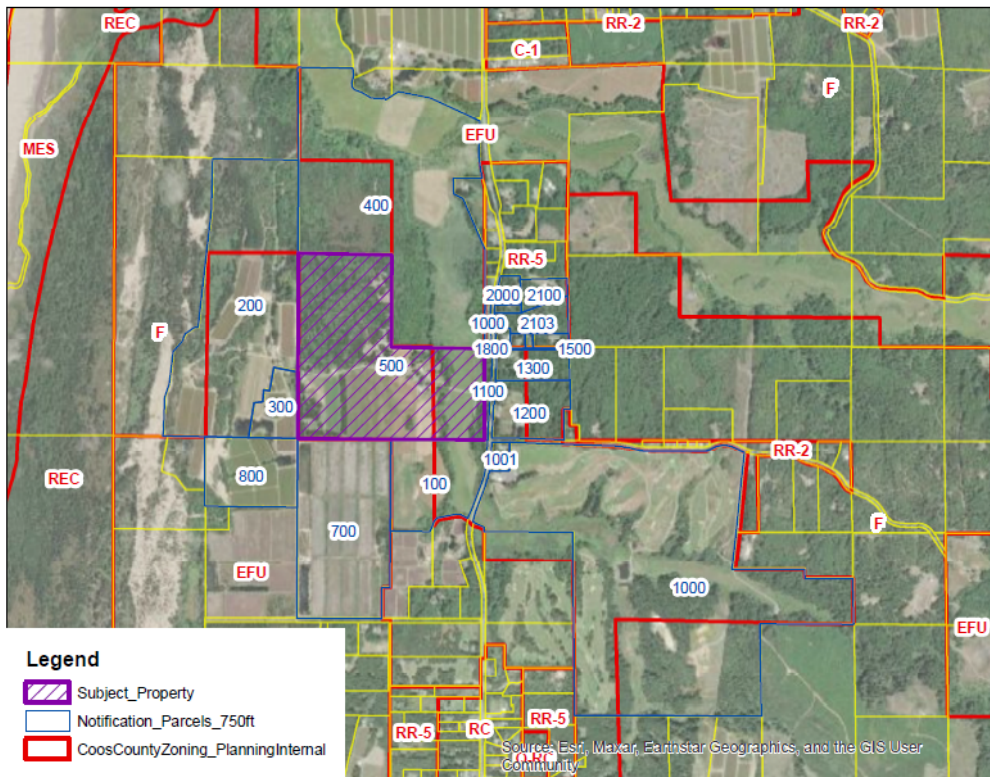 REC
RR-2
RR-2
C-1
F
EFU
MES
400
RR-5
2000
2100
200
1000
2103
F
1800
1500
500
1300
1100
300
1200
RR-2
1001
REC
800
100
F
700
EFU
1000
EFU
Legend
Subject_Property
Notification_Parcels_750ft
CoosCountyZoning_PlanningInternal
RR-5
RC
RR-5
Source: Esri, Maxar, Earthstar Geographics, and the GIS User
Community